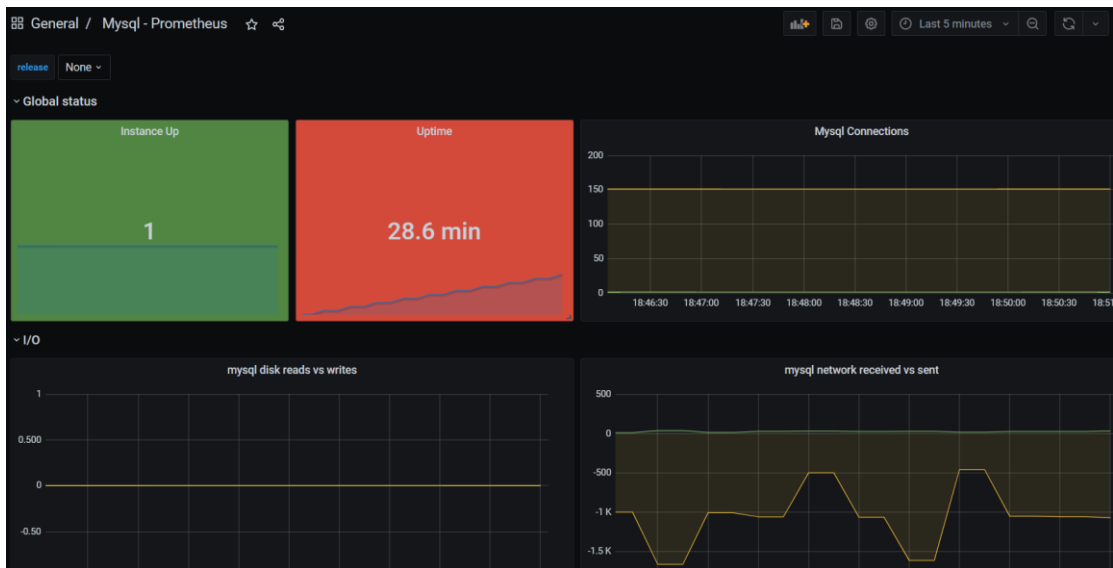 General / Mysql - Prometheus
Last 5 minutes
release None
Global status
Instance Up
1
Uptime
28.6 min
Mysql Connections
200
150
100
50
0
18:46:30 18:47:00 18:47:30 18:48:00 18:48:30 18:49:00 18:49:30 18:50:00 18:50:30 18:51
I/O
mysql disk reads vs writes
1
0.500
0
-0.50
mysql network received vs sent
500
0
-500
-1 K
-1.5 K